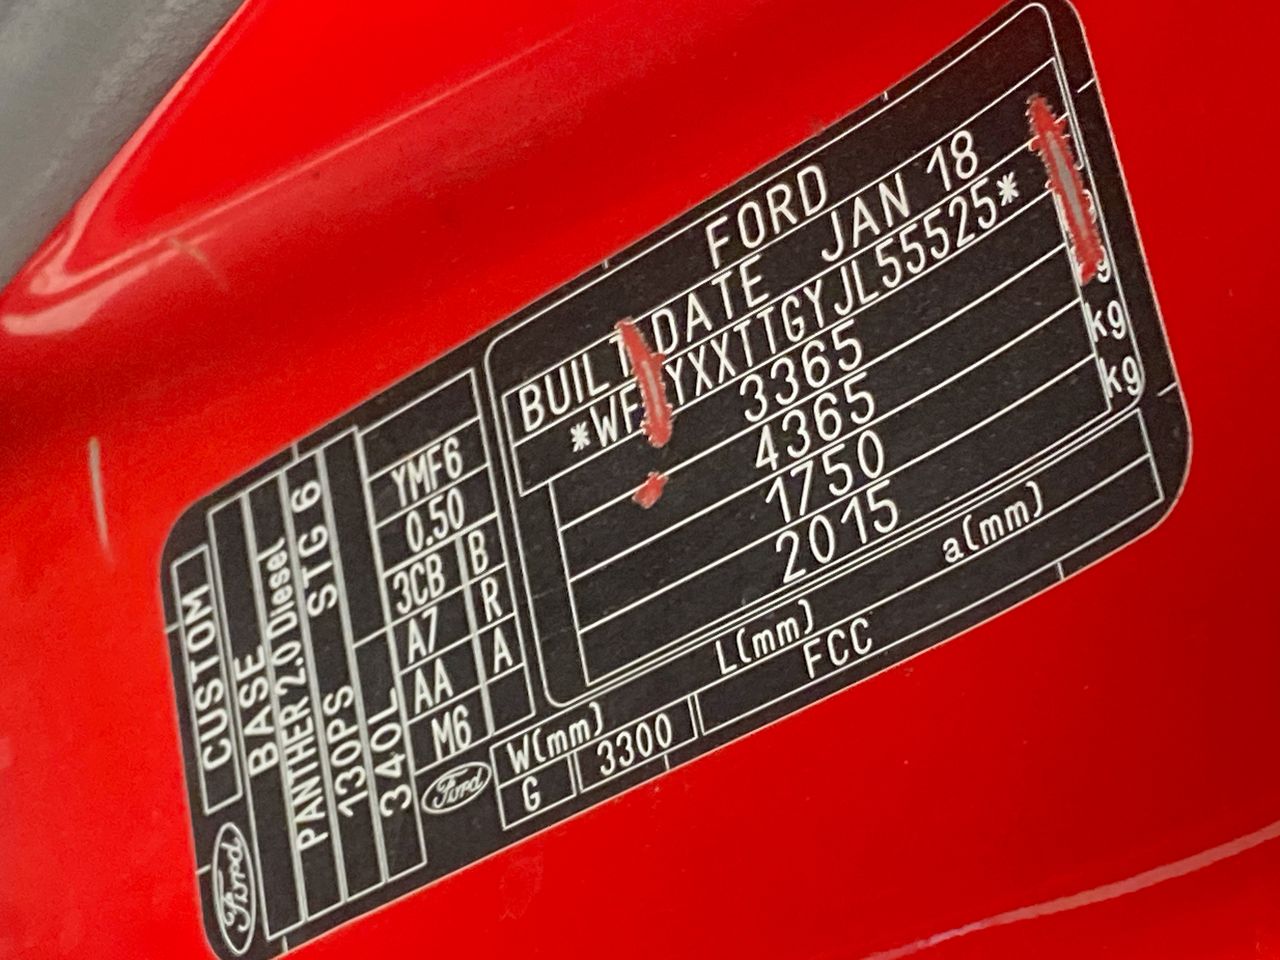 FORD
BUILT DATE JAN 18
YXXTTGYJL55525*
3365
4365 kg
1750 kg
2015 kg
L(mm) a(mm)
W(mm)
G 3300 FCC
YMF6
0.50
3CB B
A7 R
AA A
M6
Ford
CUSTOM
BASE
PANTHER 2.0 Diesel
130PS STG 6
340L
Ford